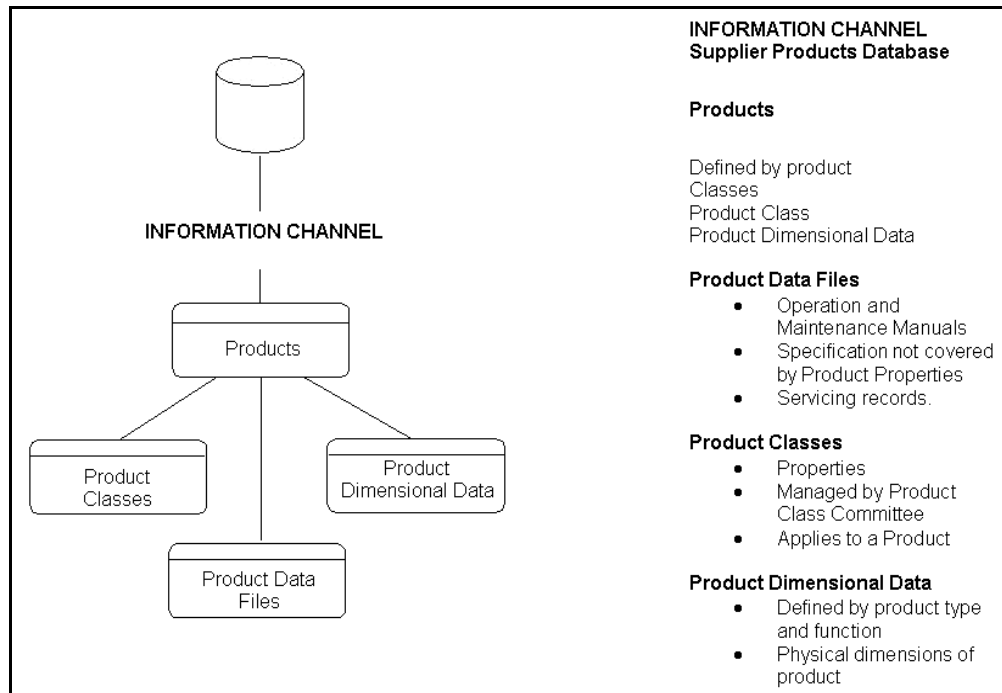 INFORMATION CHANNEL
Products
Product
Classes
Product
Dimensional Data
Product Data
Files
INFORMATION CHANNEL
Supplier Products Database
Products
Defined by product
Classes
Product Class
Product Dimensional Data
Product Data Files
• Operation and
Maintenance Manuals
• Specification not covered
by Product Properties
• Servicing records.
Product Classes
• Properties
• Managed by Product
Class Committee
• Applies to a Product
Product Dimensional Data
• Defined by product type
and function
• Physical dimensions of
product